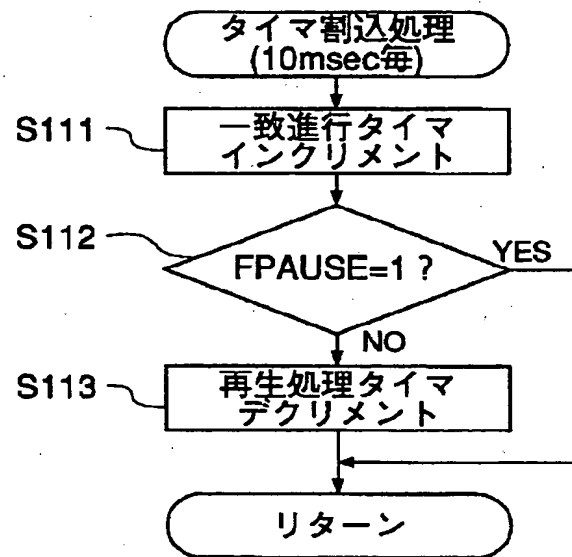 タイマ割込処理
(10msec毎)
S111
一致進行タイマ
インクリメント
S112
FPAUSE=1?
YES
NO
S113
再生処理タイマ
デクリメント
リターン